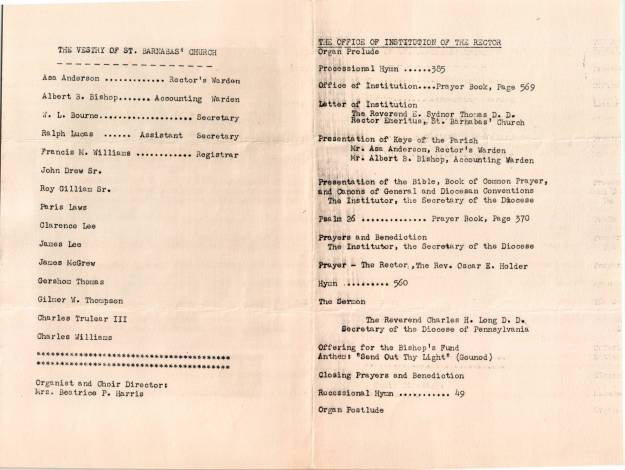 THE VESTRY OF ST. BARNABAS' CHURCH
Asa Anderson ............. Rector's Warden
Albert B. Bishop....... Accounting Warden
W. L. Bourne.................... Secretary
Ralph Lucas ...... Assistant Secretary
Francis M. Williams ............ Registrar
John Drew Sr.
Roy Gilliam Sr.
Paris Laws
Clarence Lee
James Lee
James McGrew
Gershom Thomas
Gilmer W. Thompson
Charles Trulear III
Charles Williams
******************************************
******************************************
Organist and Choir Director:
Mrs. Beatrice P. Harris
THE OFFICE OF INSTITUTION OF THE RECTOR
Organ Prelude
Processional Hymn ......385
Office of Institution....Prayer Book, Page 569
Letter of Institution
The Reverend E. Sydnor Thomas D. D.
Rector Emeritus, St. Barnabas' Church
Presentation of Keys of the Parish
Mr. Asa Anderson, Rector's Warden
Mr. Albert B. Bishop, Accounting Warden
Presentation of the Bible, Book of Common Prayer,
and Canons of General and Diocesan Conventions
The Institutor, the Secretary of the Diocese
Psalm 26 .............. Prayer Book, Page 370
Prayers and Benediction
The Institutor, the Secretary of the Diocese
Prayer - The Rector ,The Rev. Oscar E. Holder
Hymn .......... 560
The Sermon
The Reverend Charles H. Long D. D.
Secretary of the Diocese of Pennsylvania
Offering for the Bishop's Fund
Anthem: "Send Out Thy Light" (Gounod)
Closing Prayers and Benediction
Recessional Hymn ........... 49
Organ Postlude